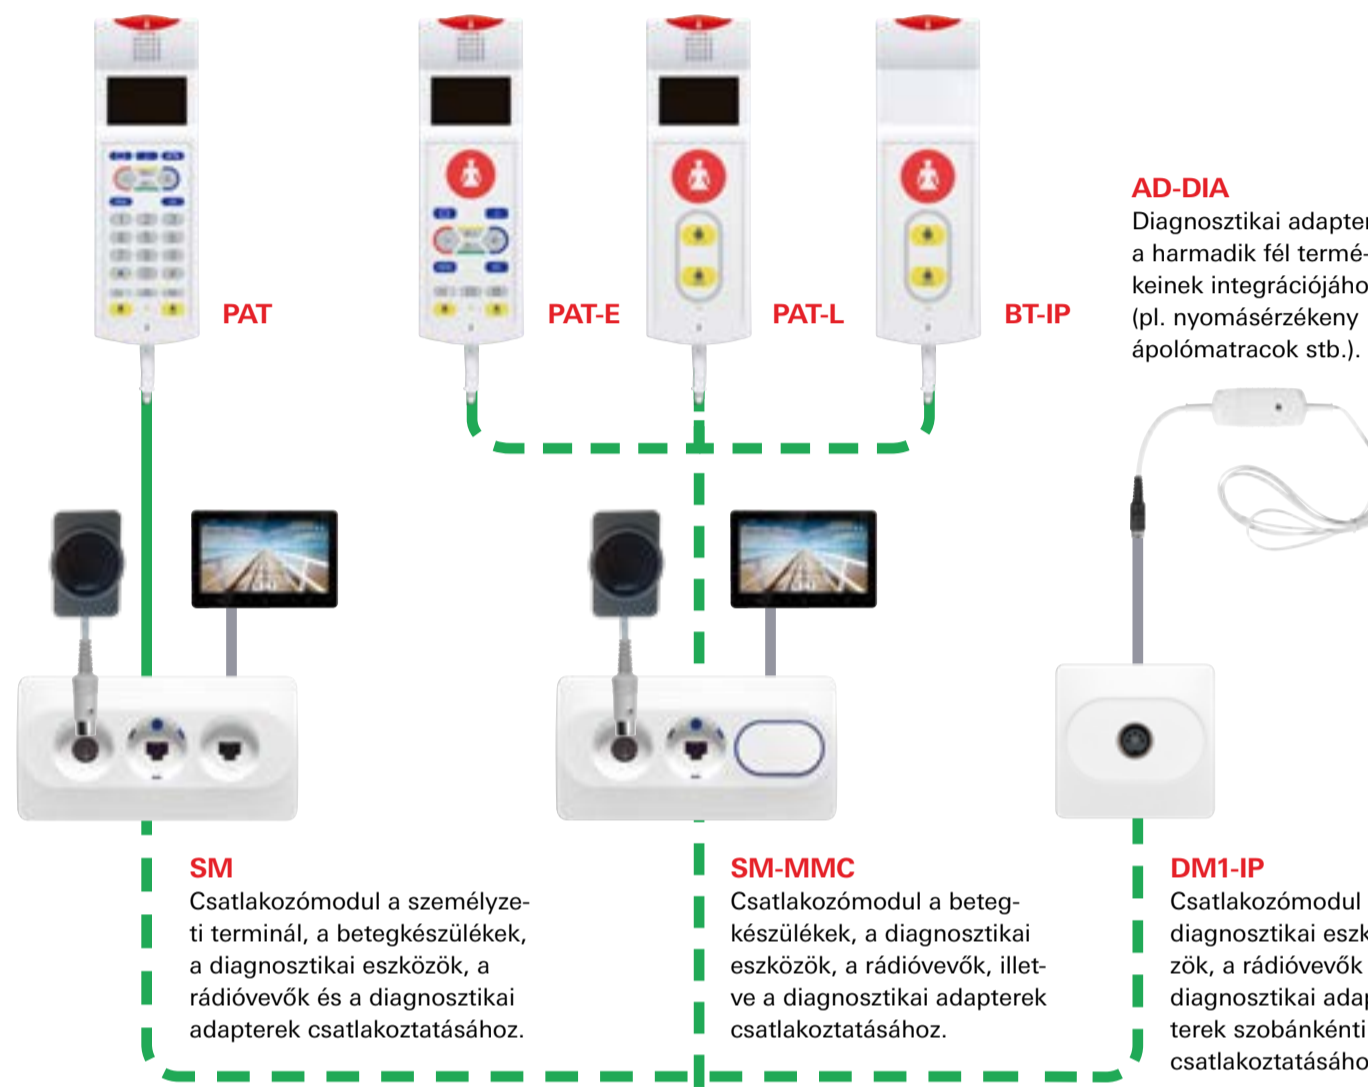 PAT
PAT-E
PAT-L
BT-IP
AD-DIA
Diagnosztikai adapter
a harmadik fél termé-
keinek integrációjáho
(pl. nyomásérzékeny
ápolómatracok stb.).
SM
Csatlakozómodul a személyze-
ti terminál, a betegkészülékek,
a diagnosztikai eszközök, a
rádióvevők és a diagnosztikai
adapterek csatlakoztatásához.
SM-MMC
Csatlakozómodul a beteg-
készülékek, a diagnosztikai
eszközök, a rádióvevők, illet-
ve a diagnosztikai adapterek
csatlakoztatásához.
DM1-IP
Csatlakozómodul
diagnosztikai eszk
zök, a rádióvevők
diagnosztikai adap
terek szobánkénti
csatlakoztatásáho